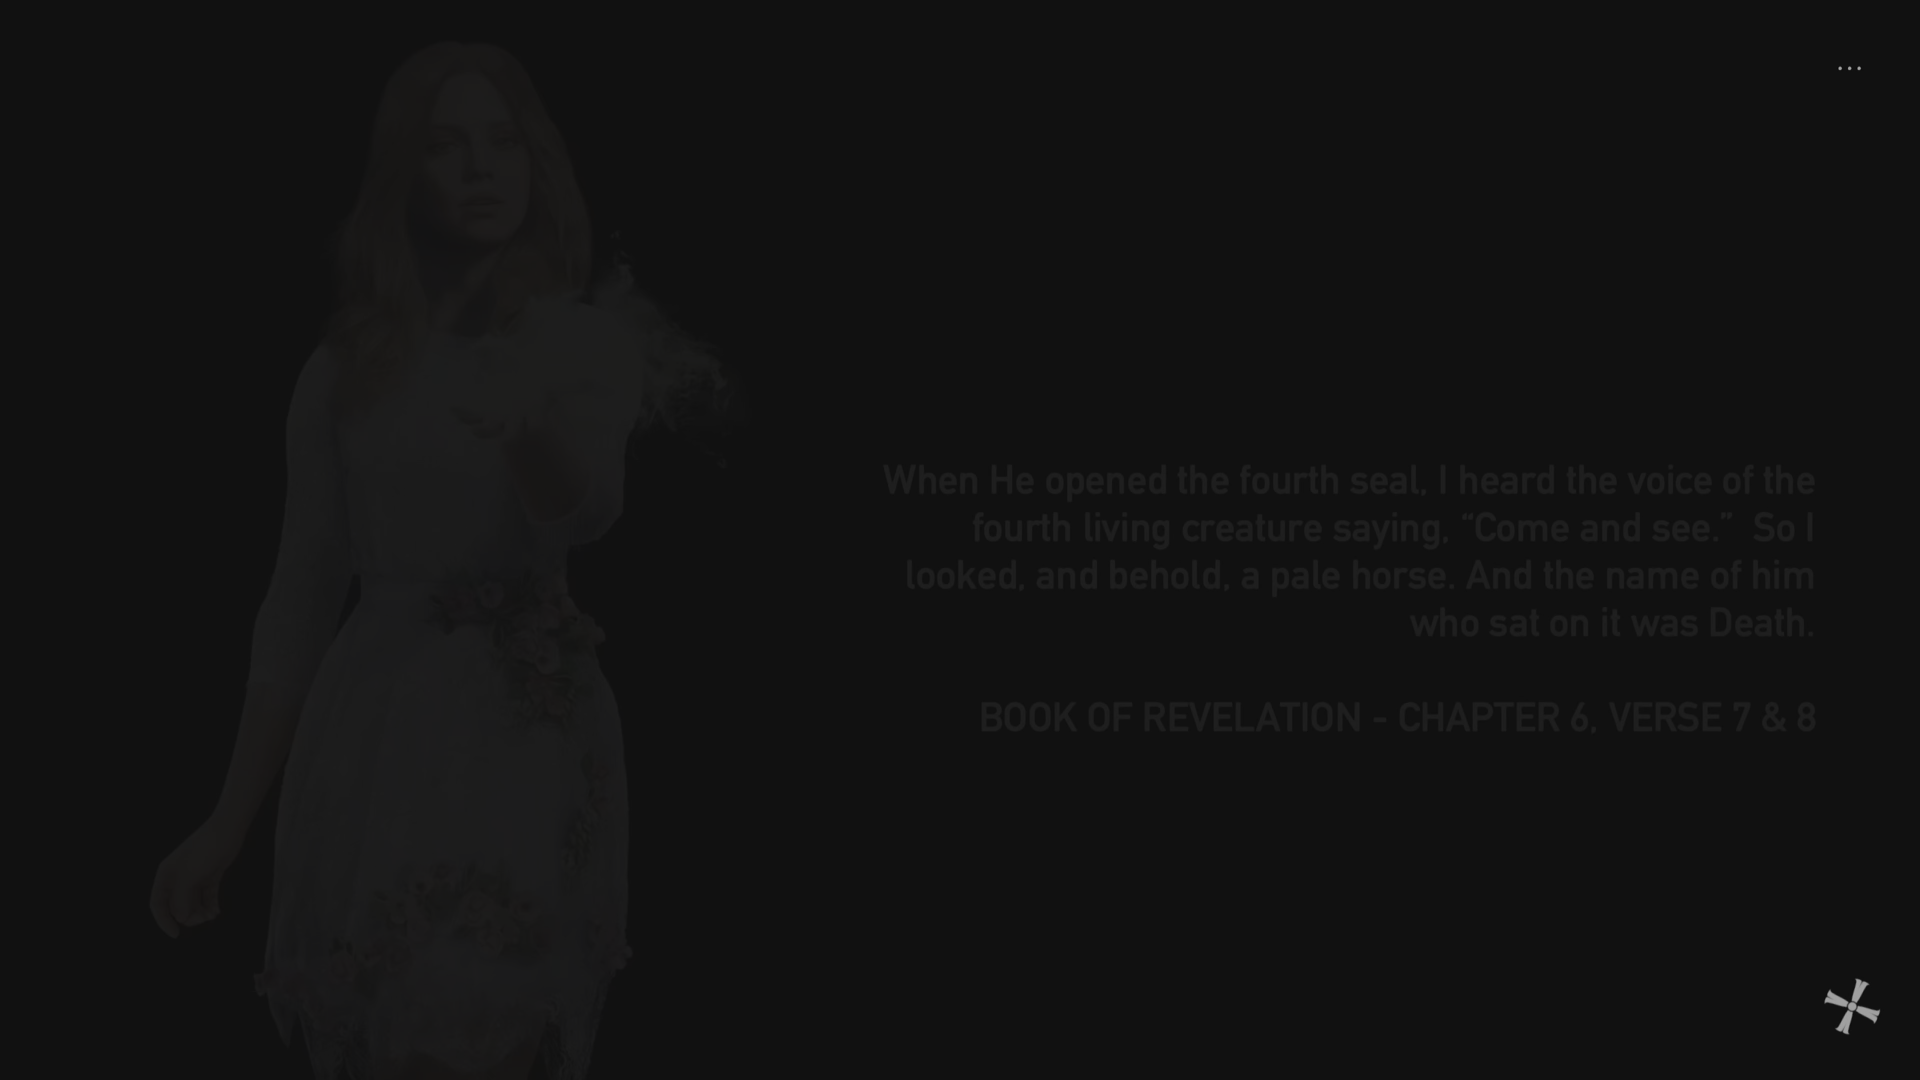 ...
When He opened the fourth seal, I heard the voice of the
fourth living creature saying, “Come and see.”  So I
looked, and behold, a pale horse. And the name of him
who sat on it was Death.
BOOK OF REVELATION - CHAPTER 6, VERSE 7 & 8